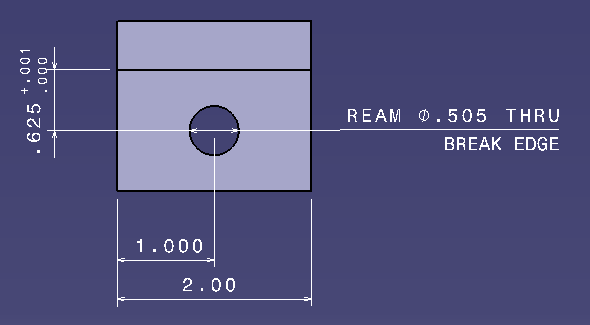 .625 +.001
.000
REAM Ø.505 THRU
BREAK EDGE
1.000
2.00